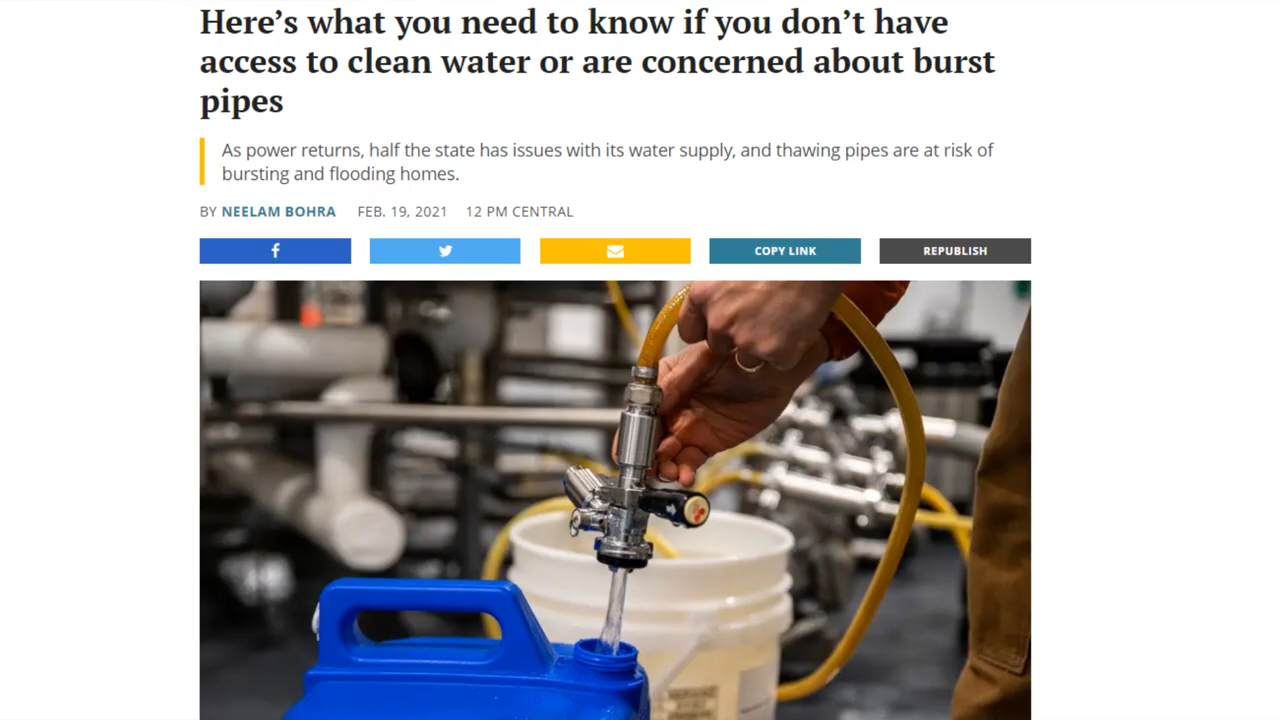 Here’s what you need to know if you don’t have
access to clean water or are concerned about burst
pipes
As power returns, half the state has issues with its water supply, and thawing pipes are at risk of
bursting and flooding homes.
BY NEELAM BOHRA FEB. 19, 2021 12 PM CENTRAL
COPY LINK
REPUBLISH